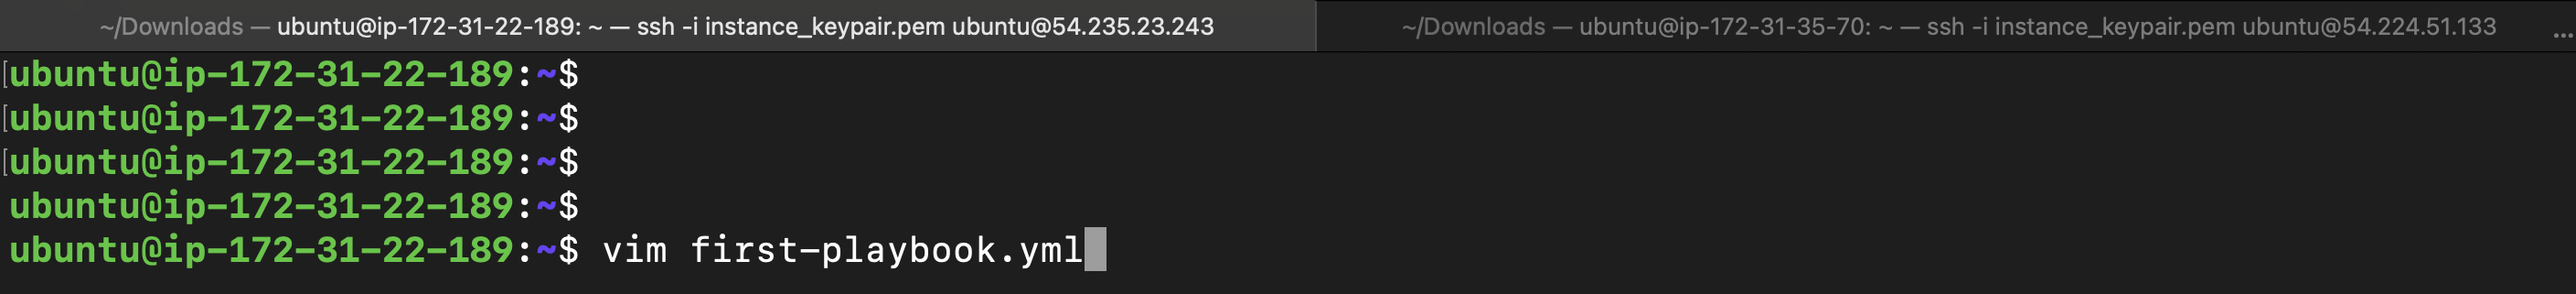 ~/Downloads — ubuntu@ip-172-31-22-189: ~ — ssh -i instance_keypair.pem ubuntu@54.235.23.243
~/Downloads — ubuntu@ip-172-31-35-70: ~ — ssh -i instance_keypair.pem ubuntu@54.224.51.133 ...
[ubuntu@ip-172-31-22-189:~$
[ubuntu@ip-172-31-22-189:~$
[ubuntu@ip-172-31-22-189:~$
ubuntu@ip-172-31-22-189:~$
ubuntu@ip-172-31-22-189:~$ vim first-playbook.yml